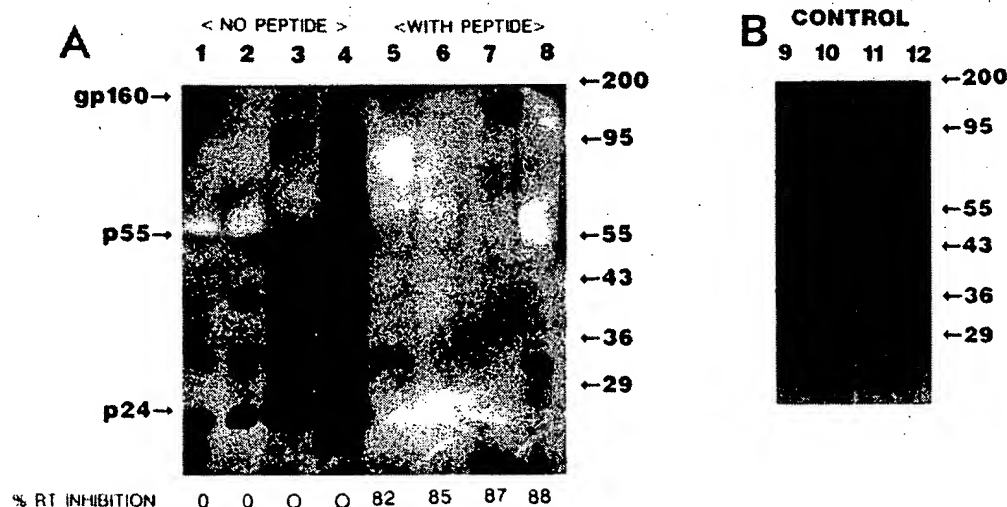 A
< NO PEPTIDE > <WITH PEPTIDE>
1 2 3 4 5 6 7 8
gp160→
p55→
p24→
←200
←95
←55
←43
←36
←29
% RT INHIBITION 0 0 0 0 82 85 87 88
B
CONTROL
9 10 11 12
←200
←95
←55
←43
←36
←29